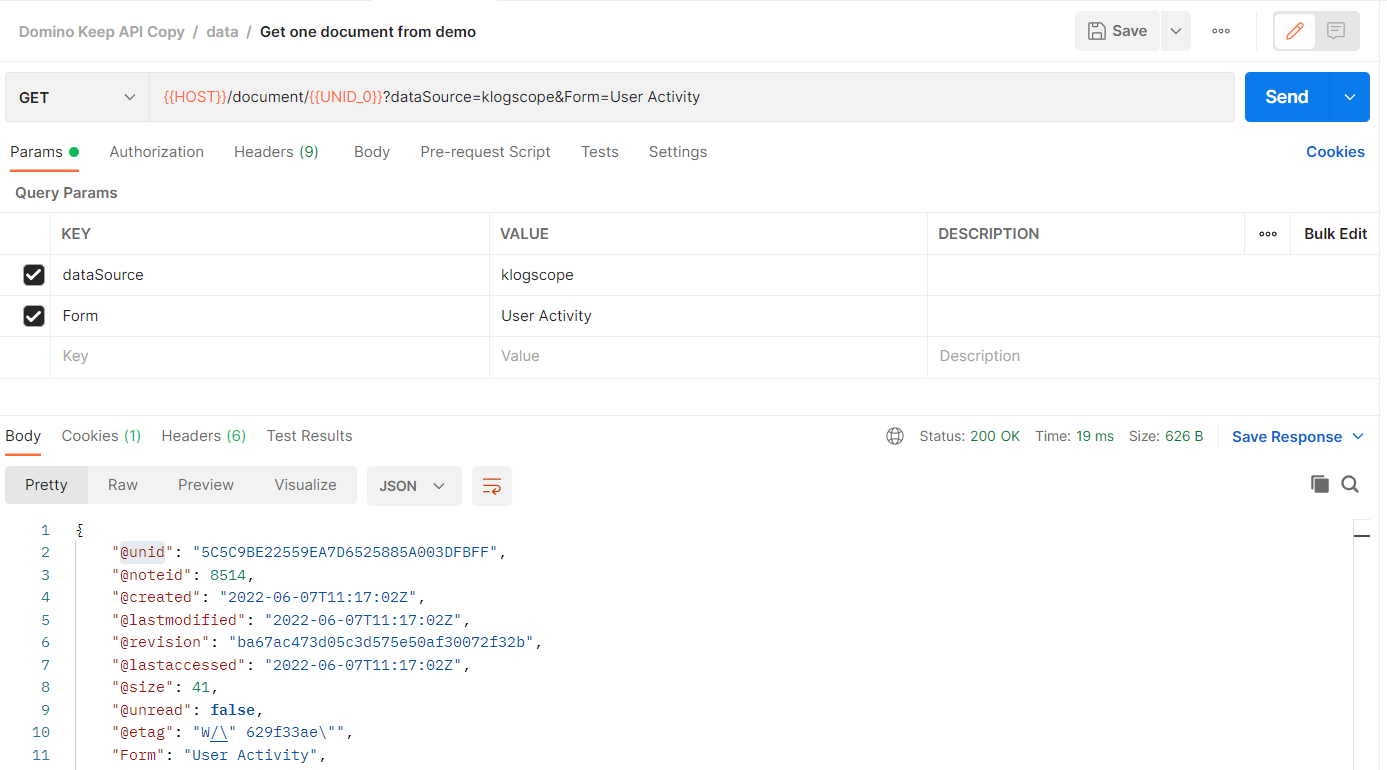 Domino Keep API Copy / data / Get one document from demo
Save
GET
{{HOST}}/document/{{UNID_0}}?dataSource=klogscope&Form=User Activity
Send
Params Authorization Headers (9) Body Pre-request Script Tests Settings Cookies
Query Params
KEY VALUE DESCRIPTION ooo Bulk Edit
dataSource klogscope
Form User Activity
Key Value Description
Body Cookies (1) Headers (6) Test Results Status: 200 OK Time: 19 ms Size: 626 B Save Response
Pretty Raw Preview Visualize JSON
1 {
2 "@unid": "5C5C9BE22559EA7D6525885A003DFBFF",
3 "@noteid": 8514,
4 "@created": "2022-06-07T11:17:02Z",
5 "@lastmodified": "2022-06-07T11:17:02Z",
6 "@revision": "ba67ac473d05c3d575e50af30072f32b",
7 "@lastaccessed": "2022-06-07T11:17:02Z",
8 "@size": 41,
9 "@unread": false,
10 "@etag": "W/\" 629f33ae\"",
11 "Form": "User Activity",